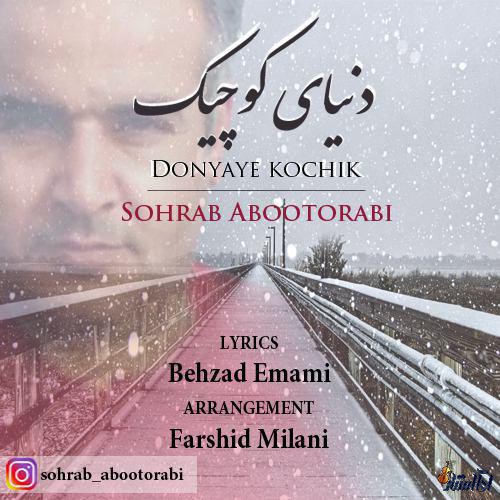 دنیای کوچیک
DONYAYE KOCHIK
SOHRAB ABOOTORABI
LYRICS
Behzad Emami
ARRANGEMENT
Farshid Milani
sohrab_abootorabi